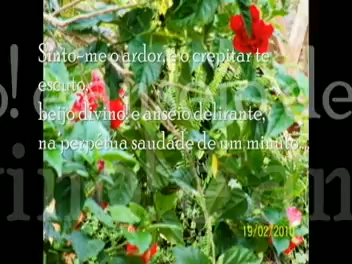 Sinto-me o ardor, e o crepitar te
escuto,
beijo divino! e anseio delirante,
na perpétua saudade de um minuto...
19/02/2010